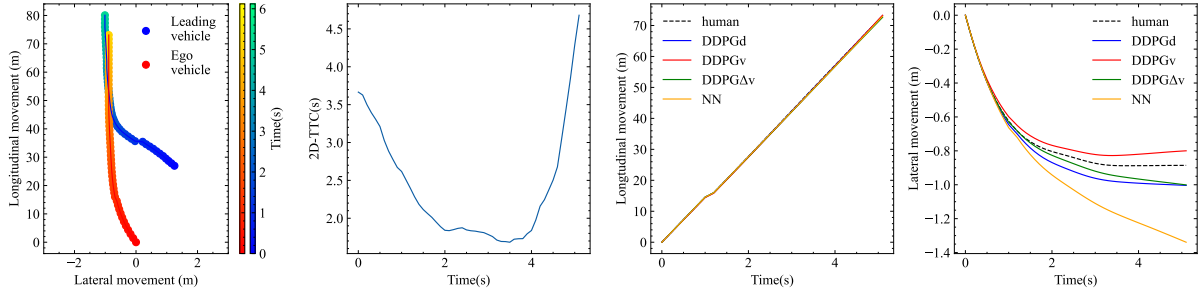 Longitudinal movement (m)
80
70
60
50
40
30
20
10
0
−2
0
2
Lateral movement (m)
Leading
vehicle
Ego
vehicle
6
5
4
3
2
1
0
Time(s)
2D-TTC(s)
4.5
4.0
3.5
3.0
2.5
2.0
0
2
4
Time(s)
Longtudinal movement (m)
70
60
50
40
30
20
10
0
human
DDPGd
DDPGv
DDPGΔv
NN
0
2
4
Time(s)
Lateral movement (m)
0.0
−0.2
−0.4
−0.6
−0.8
−1.0
−1.2
−1.4
human
DDPGd
DDPGv
DDPGΔv
NN
0
2
4
Time(s)